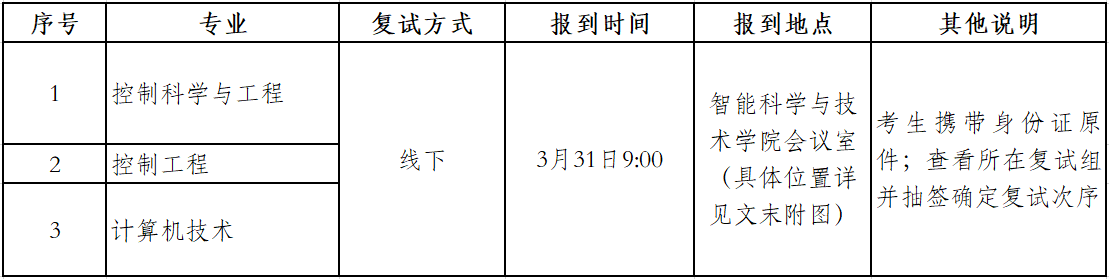 序号 专业 复试方式 报到时间 报到地点 其他说明
1 控制科学与工程
2 控制工程
3 计算机技术
线下
3月31日9:00
智能科学与技
术学院会议室
（具体位置详
见文末附图）
考生携带身份证原
件；查看所在复试组
并抽签确定复试次序